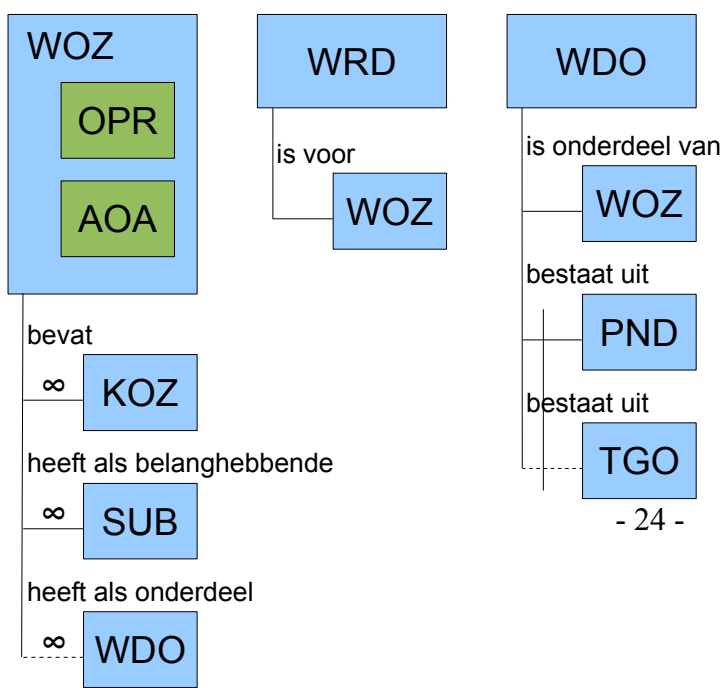 WOZ
OPR
AOA
bevat
∞ KOZ
heeft als belanghebbende
∞ SUB
heeft als onderdeel
∞ WDO
WRD
is voor
WOZ
WDO
is onderdeel van
WOZ
bestaat uit
PND
bestaat uit
TGO
- 24 -